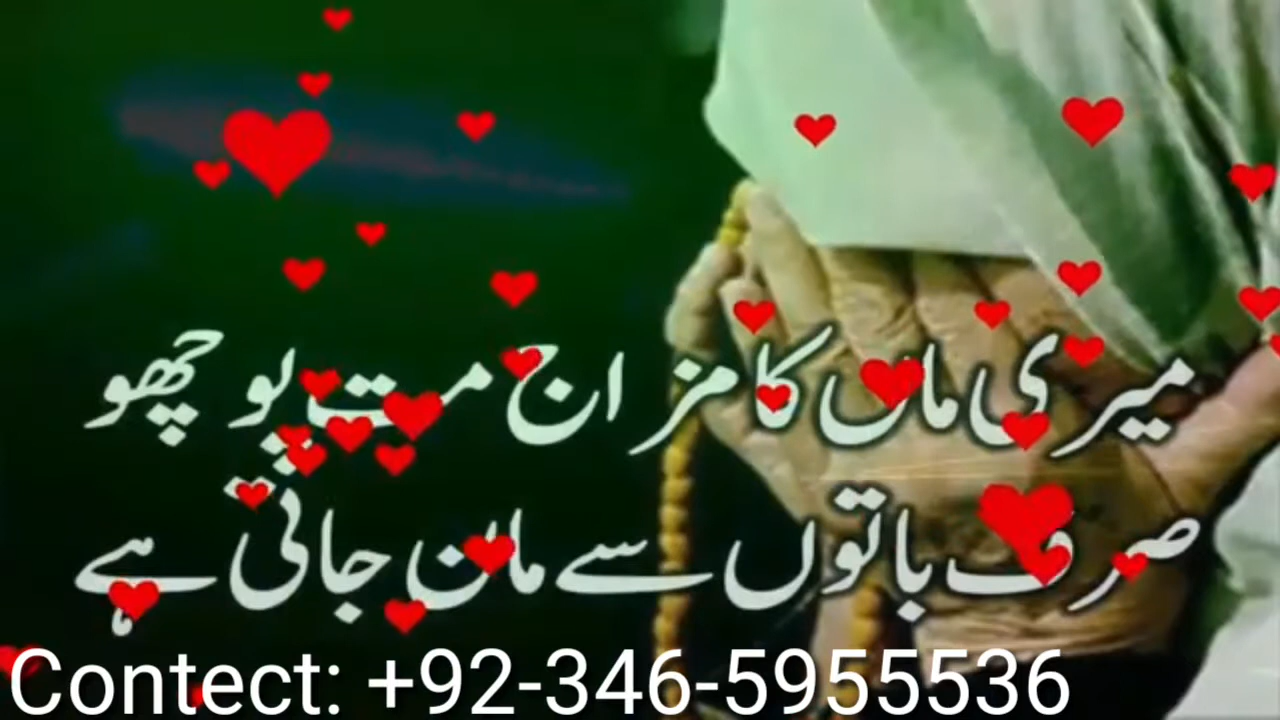 میری ماں کا مزاج مت پوچھو
صرف باتوں سے مان جاتی ہے
Contect: +92-346-5955536